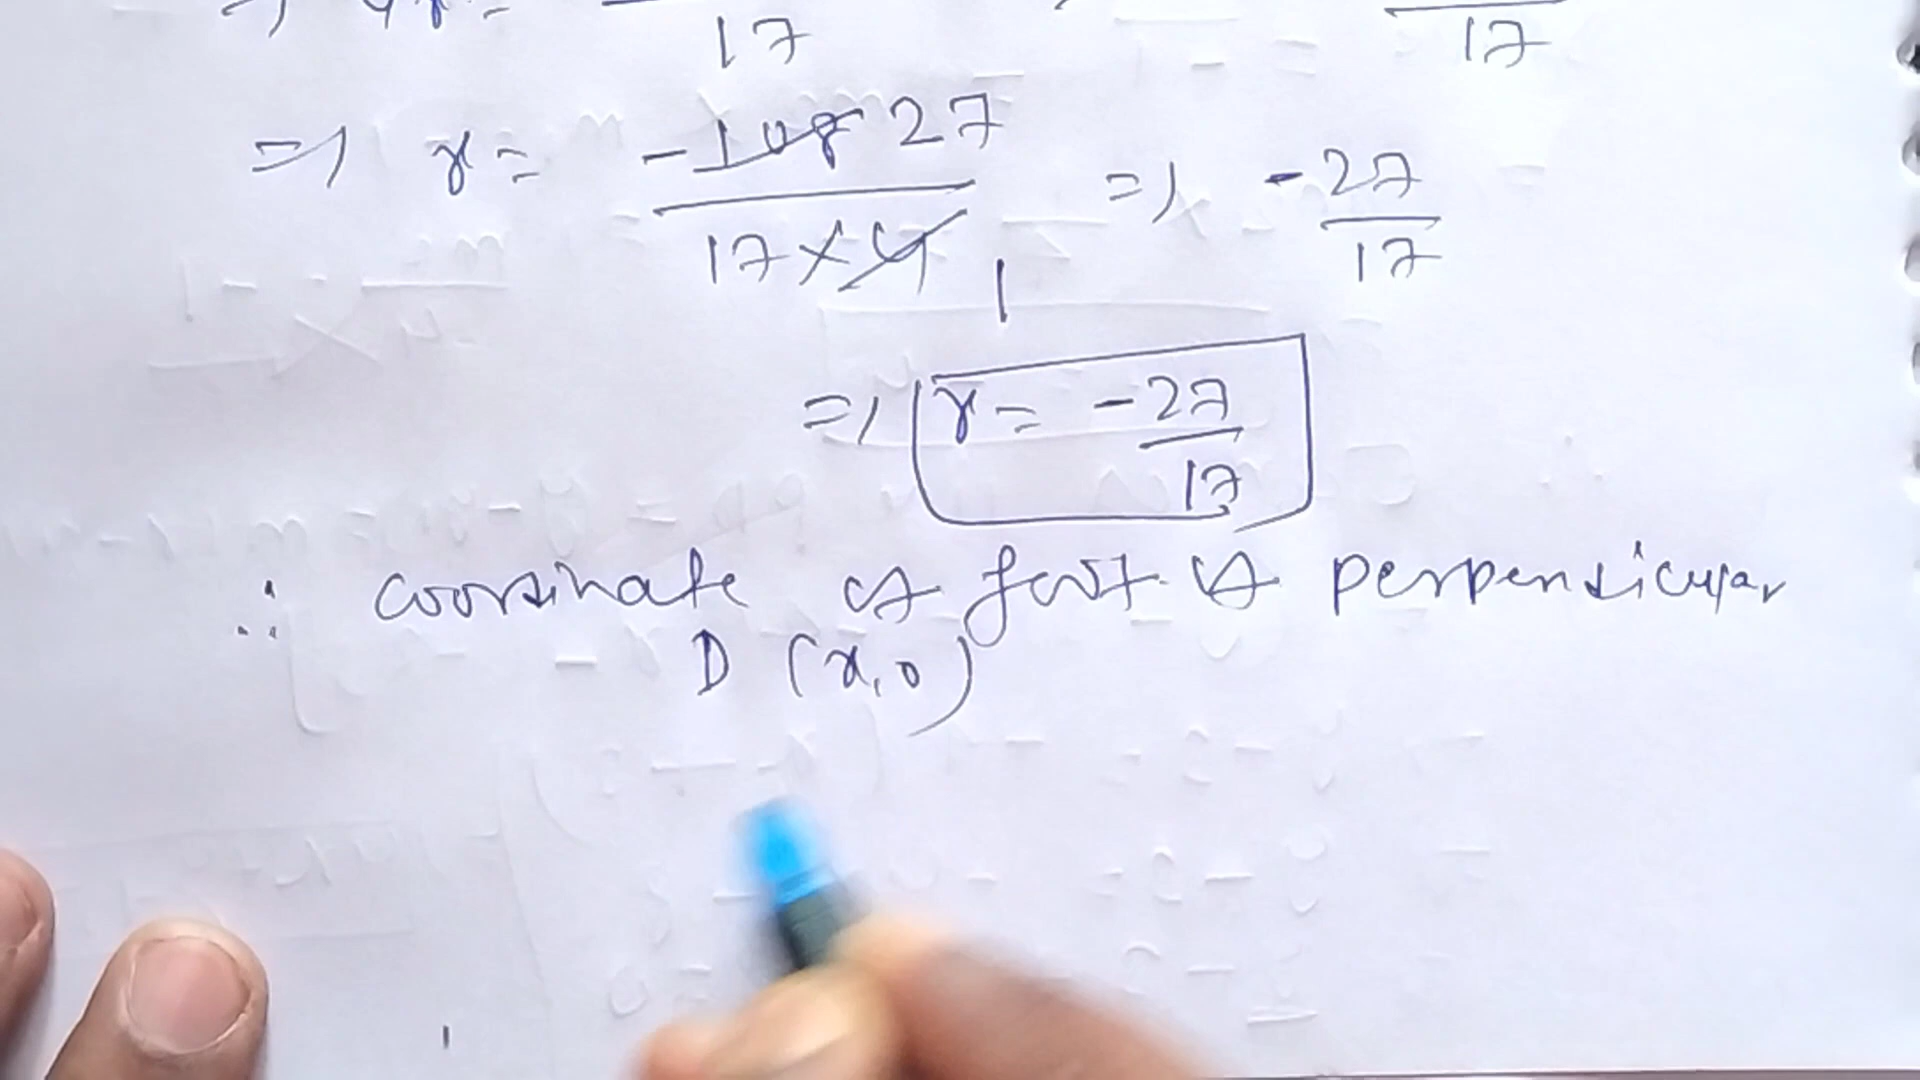 17 17
=> r = -108 27 / 17×4 1 => -27/17
=> r = -27/17
∴ coordinate of foot of perpendicular
D (x,0)